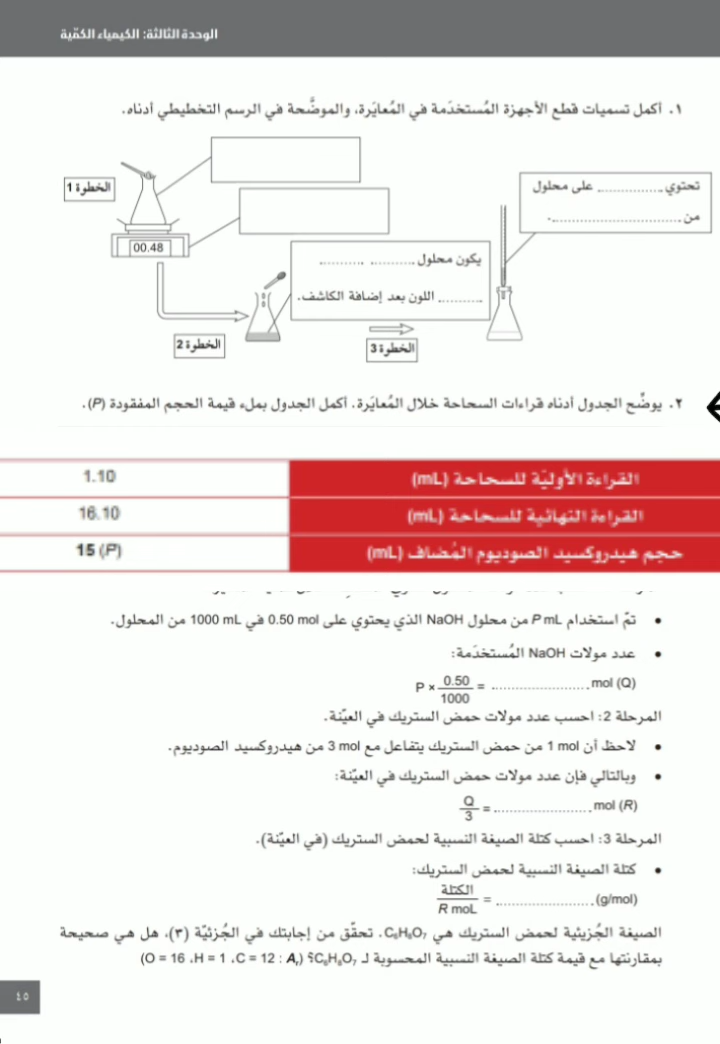 الوحدة الثالثة: الكيمياء الكمّية
١. أكمل تسميات قطع الأجهزة المُستخدَمة في المُعايَرة، والموضَّحة في الرسم التخطيطي أدناه.
الخطروة 1
00.48
تحتوي .............. على محلول
من ..............................
يكون محلول ........... ...........
........... اللون بعد إضافة الكاشف.
الخطروة 2
الخطروة 3
٢. يوضّح الجدول أدناه قراءات السحاحة خلال المُعايَرة. أكمل الجدول بملء قيمة الحجم المفقودة (P).
القراءة الأوليّة للسحاحة (mL) 1.10
القراءة النهائية للسحاحة (mL) 16.10
حجم هيدروكسيد الصوديوم المُضاف (mL) 15 (P)
• تمّ استخدام P mL من محلول NaOH الذي يحتوي على 0.50 mol في 1000 mL من المحلول.
• عدد مولات NaOH المُستخدَمة:
P × 0.50/1000 = ...................... mol (Q)
المرحلة 2: احسب عدد مولات حمض الستريك في العيّنة.
• لاحظ أن 1 mol من حمض الستريك يتفاعل مع 3 mol من هيدروكسيد الصوديوم.
• وبالتالي فإن عدد مولات حمض الستريك في العيّنة:
Q/3 = ...................... mol (R)
المرحلة 3: احسب كتلة الصيغة النسبية لحمض الستريك (في العيّنة).
• كتلة الصيغة النسبية لحمض الستريك:
الكتلة/R moL = ...................... (g/mol)
الصيغة الجُزيئية لحمض الستريك هي C₆H₈O₇. تحقّق من إجابتك في الجُزئيّة (٣)، هل هي صحيحة
بمقارنتها مع قيمة كتلة الصيغة النسبية المحسوبة لـ C₆H₈O₇؟ (Aᵣ : C = 12، H = 1، O = 16)
٤٥